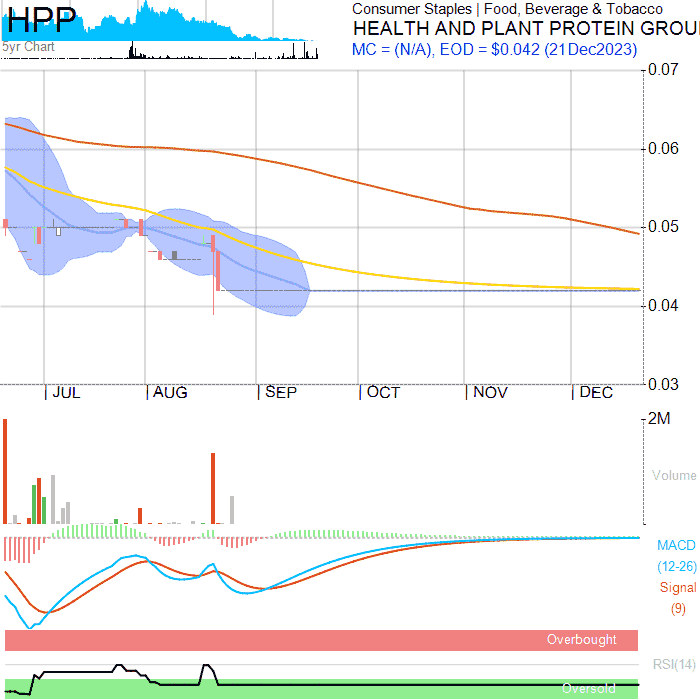 HPP
5yr Chart
Consumer Staples | Food, Beverage & Tobacco
HEALTH AND PLANT PROTEIN GROU
MC = (N/A), EOD = $0.042 (21Dec2023)
0.07
0.06
0.05
0.04
0.03
JUL AUG SEP OCT NOV DEC
2M
Volume
MACD
(12-26)
Signal
(9)
Overbought
RSI(14)
Oversold